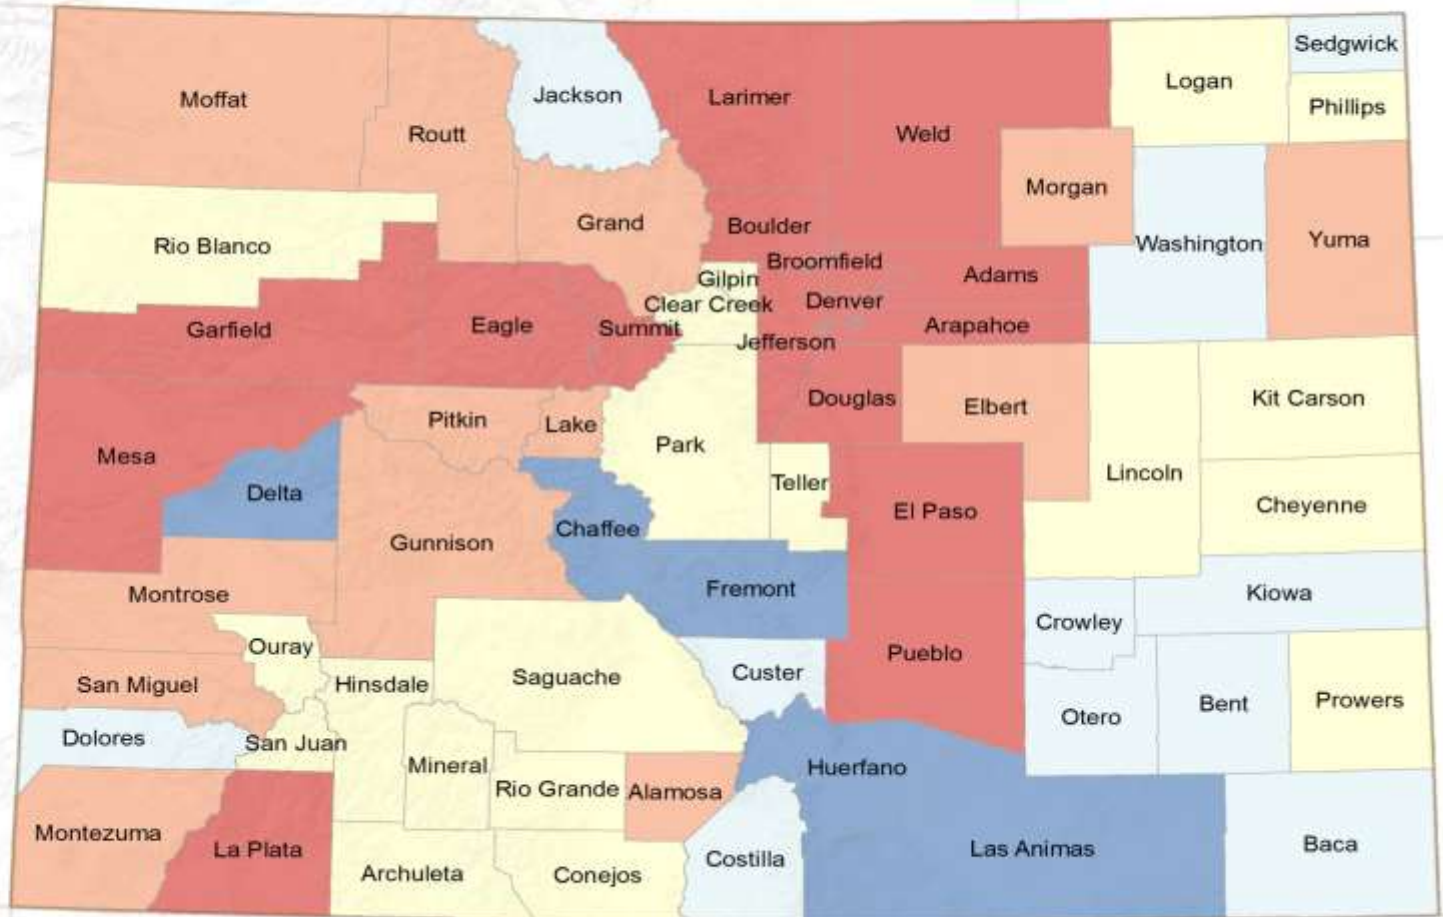 Sedgwick
Logan
Moffat
Jackson
Larimer
Phillips
Routt
Weld
Morgan
Grand
Boulder
Rio Blanco
Washington
Yuma
Broomfield
Gilpin
Adams
Clear Creek
Denver
Garfield
Eagle
Summit
Arapahoe
Jefferson
Pitkin
Lake
Douglas
Elbert
Kit Carson
Mesa
Park
Lincoln
Delta
Teller
El Paso
Cheyenne
Chaffee
Gunnison
Montrose
Fremont
Kiowa
Crowley
Ouray
Pueblo
San Miguel
Hinsdale
Saguache
Custer
Otero
Bent
Prowers
Dolores
San Juan
Mineral
Huerfano
Rio Grande
Alamosa
Montezuma
La Plata
Archuleta
Conejos
Costilla
Las Animas
Baca